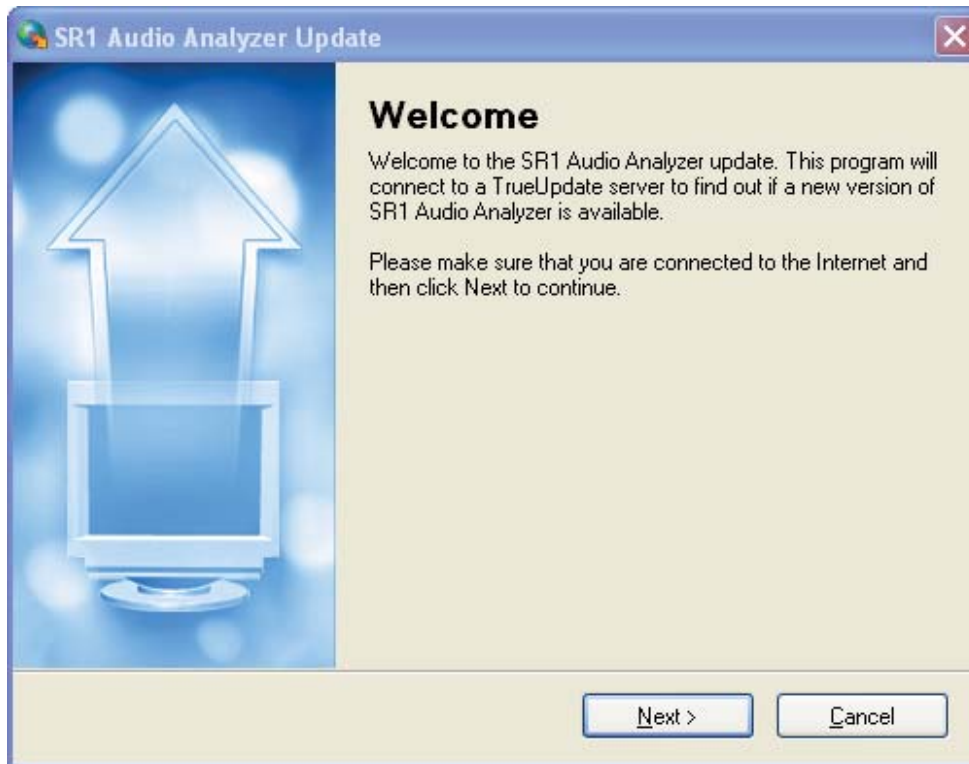 SR1 Audio Analyzer Update
Welcome
Welcome to the SR1 Audio Analyzer update. This program will
connect to a TrueUpdate server to find out if a new version of
SR1 Audio Analyzer is available.
Please make sure that you are connected to the Internet and
then click Next to continue.
Next >
Cancel